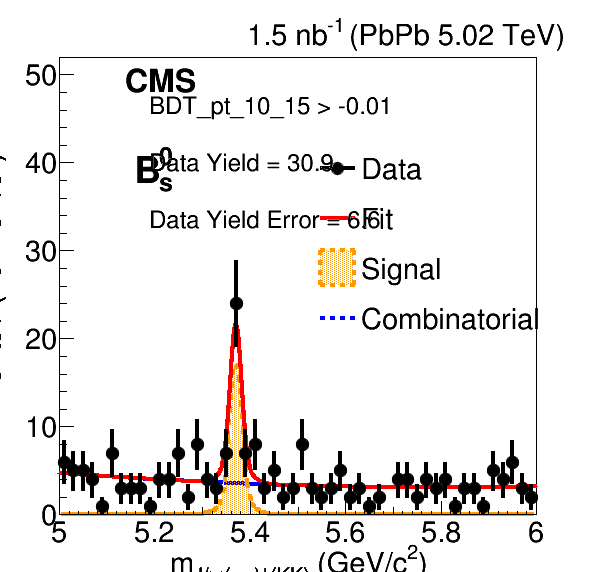 1.5 nb⁻¹ (PbPb 5.02 TeV)
CMS
BDT_pt_10_15 > -0.01
B⁰ₛ
Data Yield = 30.9
Data Yield Error = 6.6
Data
Fit
Signal
Combinatorial
50
40
30
20
10
0
5 5.2 5.4 5.6 5.8 6
(GeV/c²)